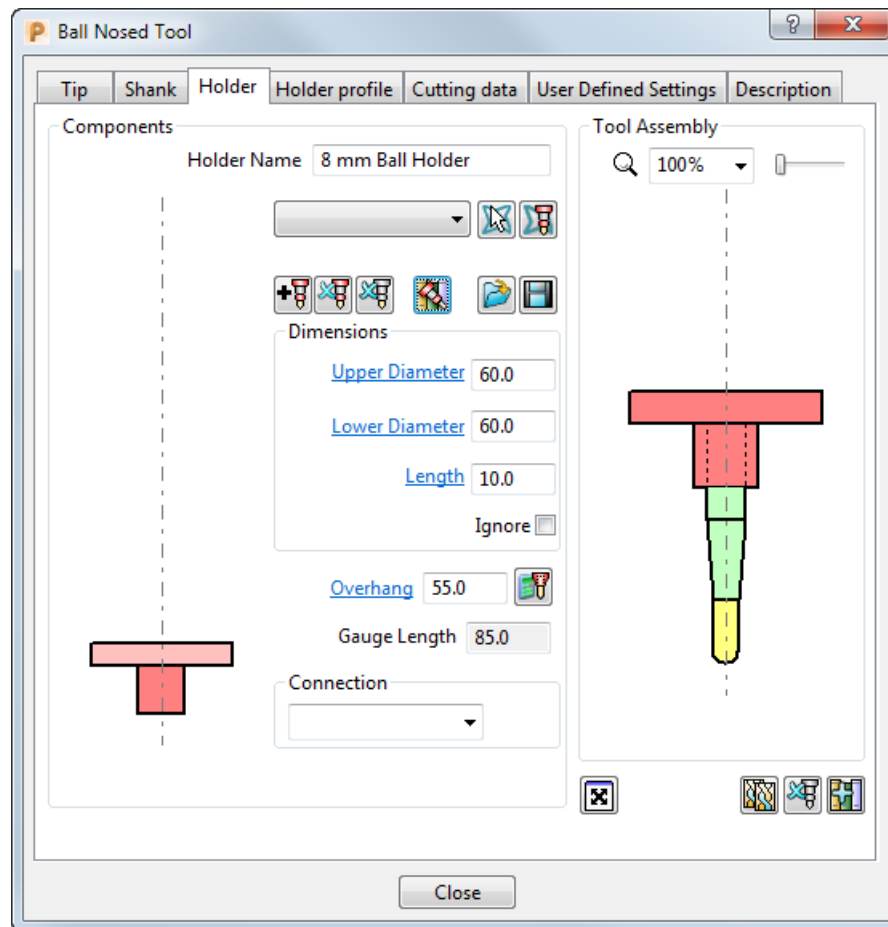 Ball Nosed Tool
?
Tip Shank Holder Holder profile Cutting data User Defined Settings Description
Components
Holder Name 8 mm Ball Holder
Dimensions
Upper Diameter 60.0
Lower Diameter 60.0
Length 10.0
Ignore
Overhang 55.0
Gauge Length 85.0
Connection
Tool Assembly
100%
Close